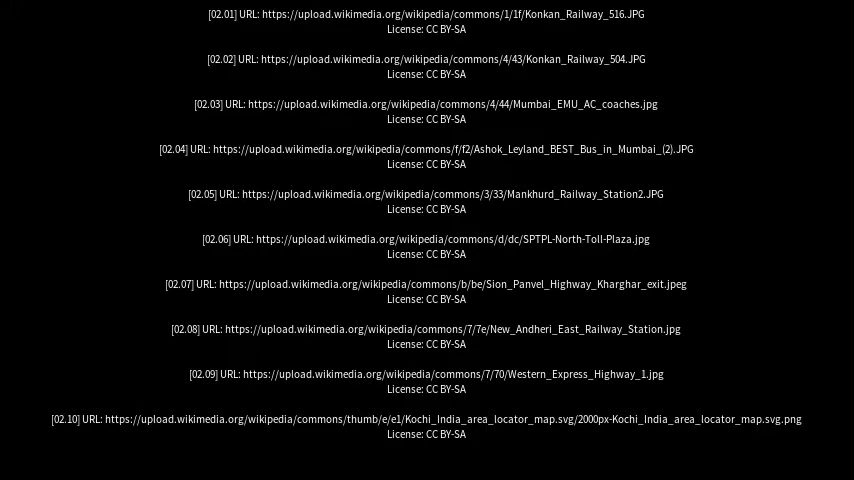 [02.01] URL: https://upload.wikimedia.org/wikipedia/commons/1/1f/Konkan_Railway_516.JPG
License: CC BY-SA
[02.02] URL: https://upload.wikimedia.org/wikipedia/commons/4/43/Konkan_Railway_504.JPG
License: CC BY-SA
[02.03] URL: https://upload.wikimedia.org/wikipedia/commons/4/44/Mumbai_EMU_AC_coaches.jpg
License: CC BY-SA
[02.04] URL: https://upload.wikimedia.org/wikipedia/commons/f/f2/Ashok_Leyland_BEST_Bus_in_Mumbai_(2).JPG
License: CC BY-SA
[02.05] URL: https://upload.wikimedia.org/wikipedia/commons/3/33/Mankhurd_Railway_Station2.JPG
License: CC BY-SA
[02.06] URL: https://upload.wikimedia.org/wikipedia/commons/d/dc/SPTPL-North-Toll-Plaza.jpg
License: CC BY-SA
[02.07] URL: https://upload.wikimedia.org/wikipedia/commons/b/be/Sion_Panvel_Highway_Kharghar_exit.jpeg
License: CC BY-SA
[02.08] URL: https://upload.wikimedia.org/wikipedia/commons/7/7e/New_Andheri_East_Railway_Station.jpg
License: CC BY-SA
[02.09] URL: https://upload.wikimedia.org/wikipedia/commons/7/70/Western_Express_Highway_1.jpg
License: CC BY-SA
[02.10] URL: https://upload.wikimedia.org/wikipedia/commons/thumb/e/e1/Kochi_India_area_locator_map.svg/2000px-Kochi_India_area_locator_map.svg.png
License: CC BY-SA